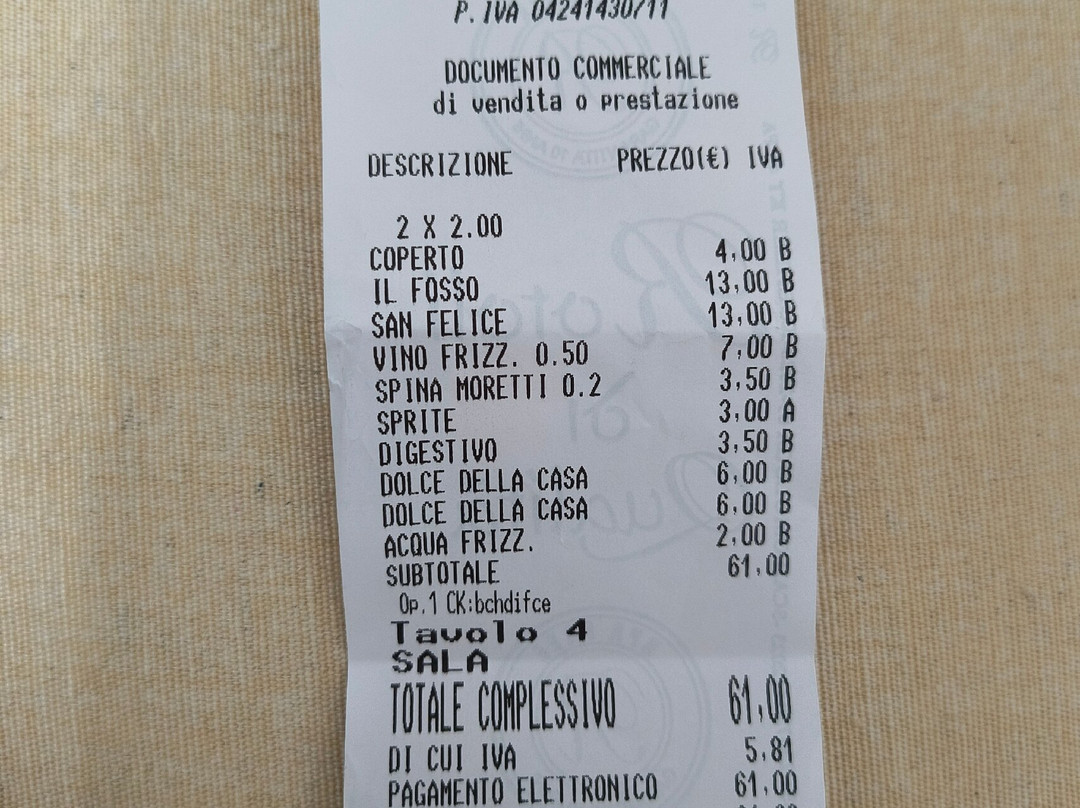 P. IVA 04241430711
DOCUMENTO COMMERCIALE
di vendita o prestazione
DESCRIZIONE PREZZO(€) IVA
2 X 2.00
COPERTO 4,00 B
IL FOSSO 13,00 B
SAN FELICE 13,00 B
VINO FRIZZ. 0.50 7,00 B
SPINA MORETTI 0.2 3,50 B
SPRITE 3,00 A
DIGESTIVO 3,50 B
DOLCE DELLA CASA 6,00 B
DOLCE DELLA CASA 6,00 B
ACQUA FRIZZ. 2,00 B
SUBTOTALE 61,00
Op.1 CK:bchdifce
Tavolo 4
SALA
TOTALE COMPLESSIVO 61,00
DI CUI IVA 5,81
PAGAMENTO ELETTRONICO 61,00